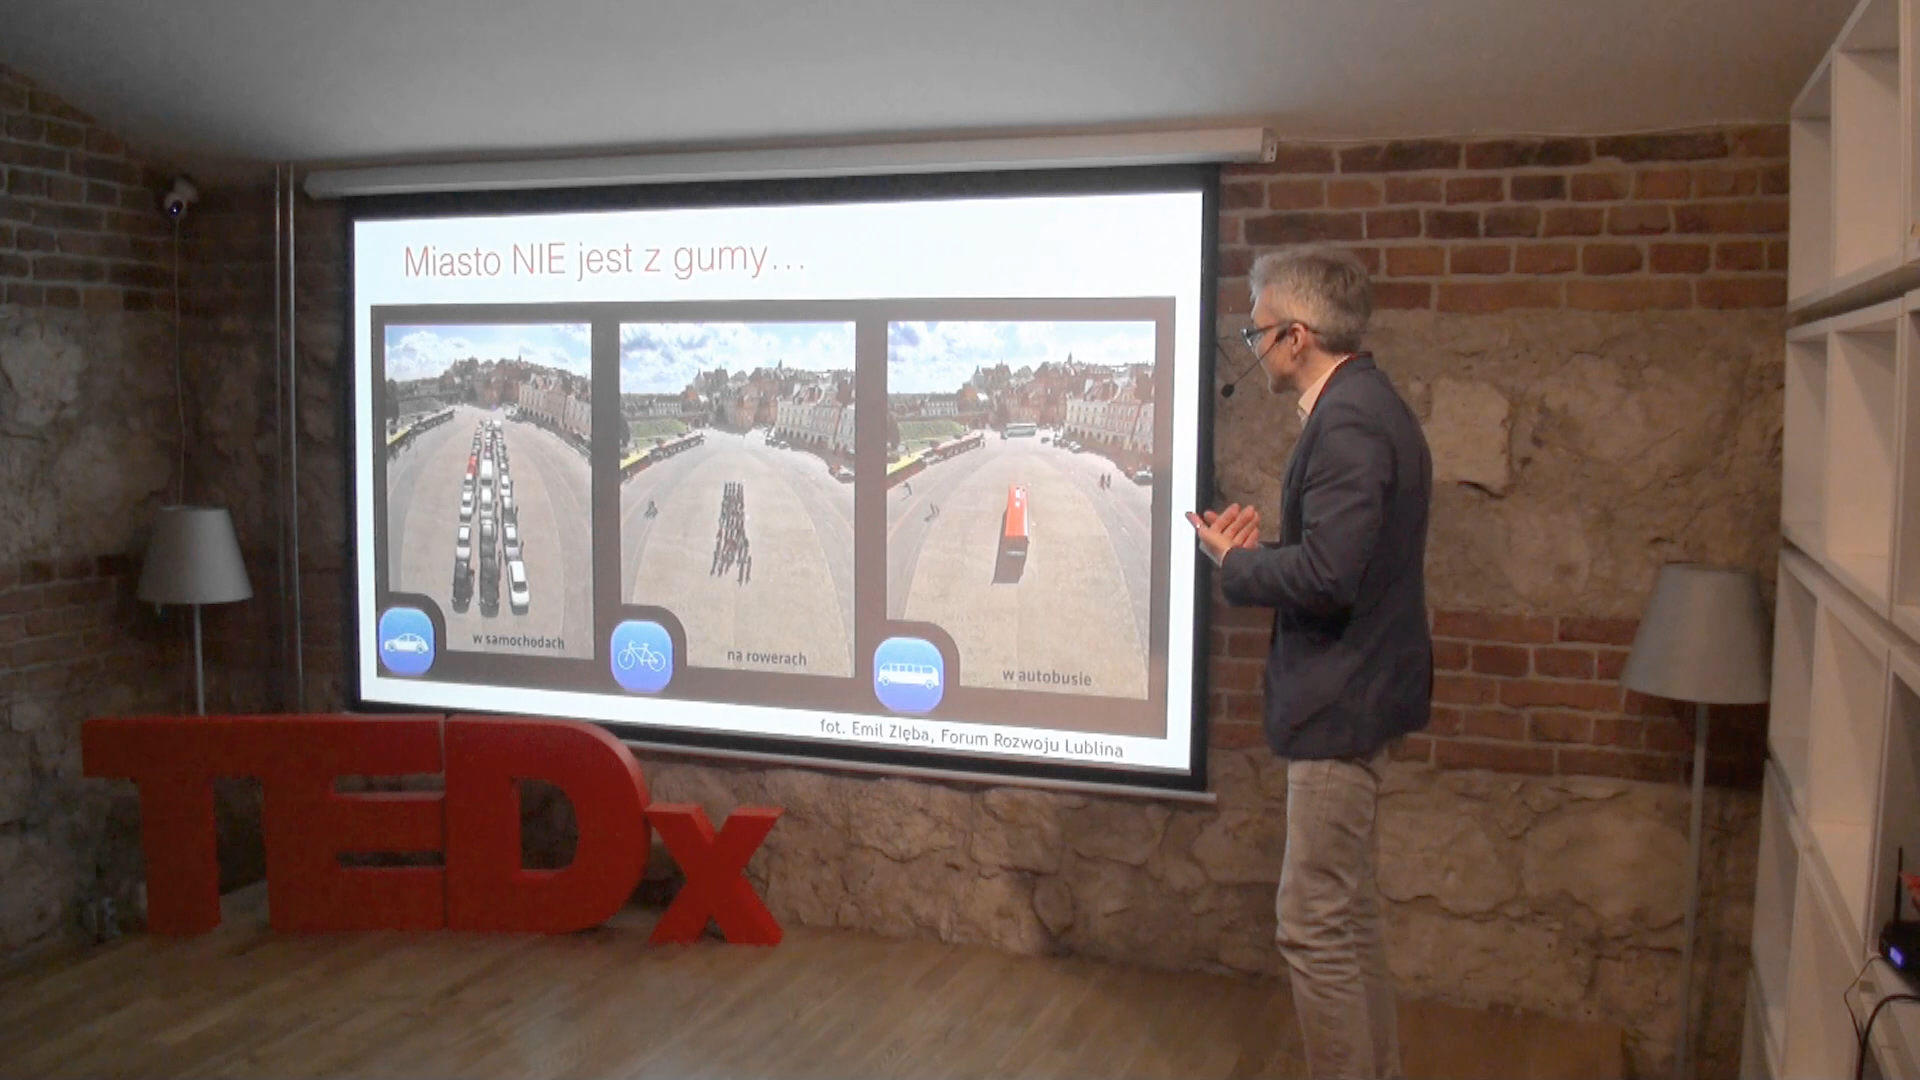 Miasto NIE jest z gumy...
w samochodach
na rowerach
w autobusie
fot. Emil Zięba, Forum Rozwoju Lublina
TEDx